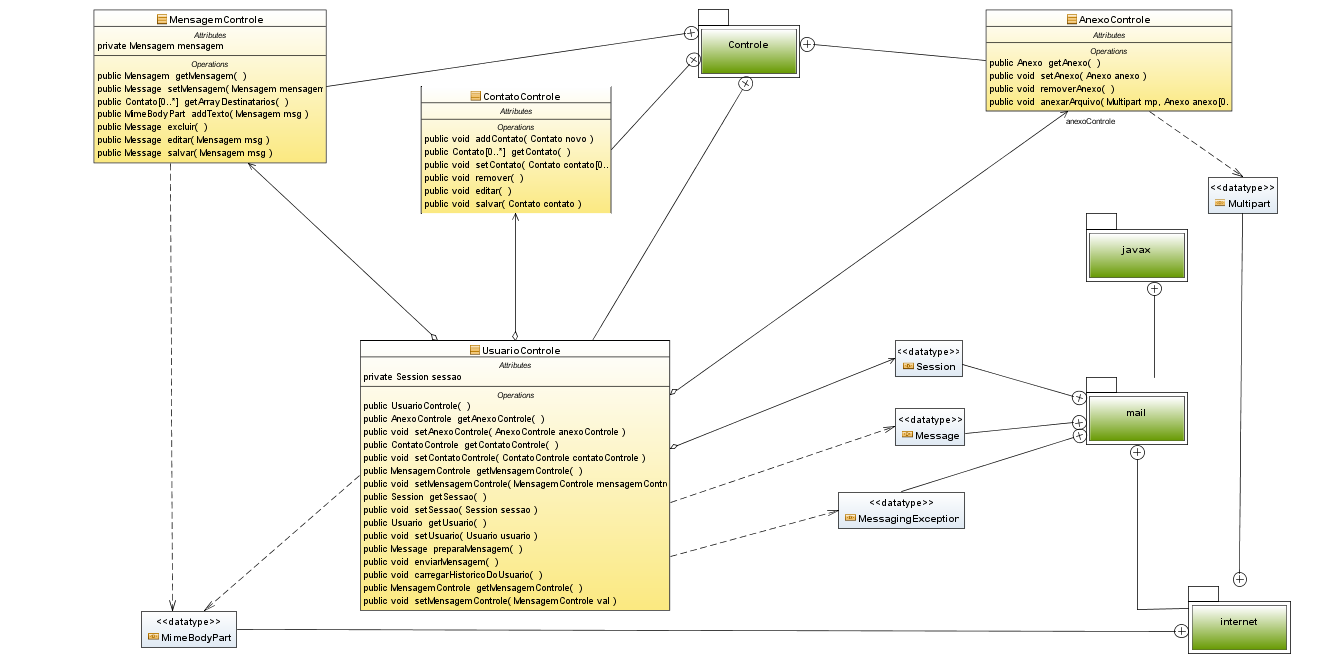 MensagemControle
Attributes
private Mensagem mensagem
Operations
public Mensagem getMensagem( )
public Message setMensagem( Mensagem mensagem
public Contato[0..*] getArrayDestinatarios( )
public MimeBodyPart addTexto( Mensagem msg )
public Message excluir( )
public Message editar( Mensagem msg )
public Message salvar( Mensagem msg )
ContatoControle
Attributes
Operations
public void addContato( Contato novo )
public Contato[0..*] getContato( )
public void setContato( Contato contato[0..
public void remover( )
public void editar( )
public void salvar( Contato contato )
Controle
AnexoControle
Attributes
Operations
public Anexo getAnexo( )
public void setAnexo( Anexo anexo )
public void removerAnexo( )
public void anexarArquivo( Multipart mp, Anexo anexo[0.
anexoControle
<<datatype>>
Multipart
javax
UsuarioControle
Attributes
private Session sessao
Operations
public UsuarioControle( )
public AnexoControle getAnexoControle( )
public void setAnexoControle( AnexoControle anexoControle )
public ContatoControle getContatoControle( )
public void setContatoControle( ContatoControle contatoControle )
public MensagemControle getMensagemControle( )
public void setMensagemControle( MensagemControle mensagemContro
public Session getSessao( )
public void setSessao( Session sessao )
public Usuario getUsuario( )
public void setUsuario( Usuario usuario )
public Message preparaMensagem( )
public void enviarMensagem( )
public void carregarHistoricoDoUsuario( )
public MensagemControle getMensagemControle( )
public void setMensagemControle( MensagemControle val )
<<datatype>>
Session
<<datatype>>
Message
<<datatype>>
MessagingException
mail
<<datatype>>
MimeBodyPart
internet